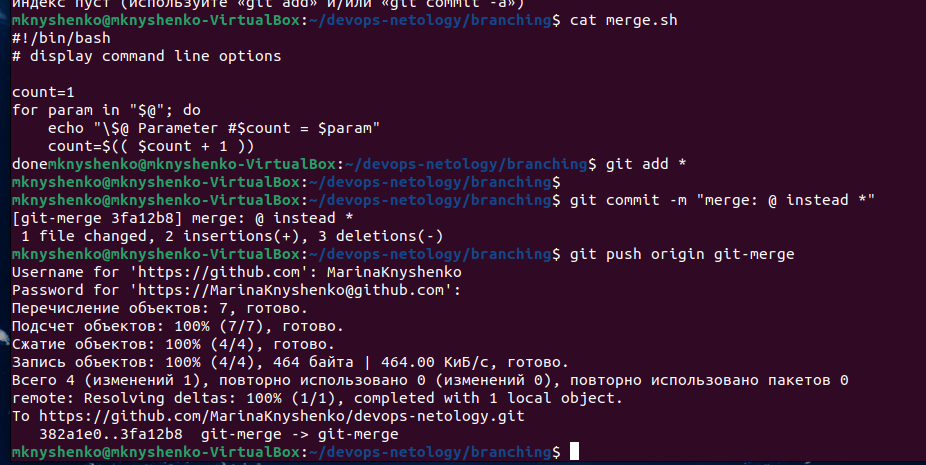 индекс пуст (используйте «git add» и/или «git commit -a»)
mknyshenko@mknyshenko-VirtualBox:~/devops-netology/branching$ cat merge.sh
#!/bin/bash
# display command line options
count=1
for param in "$@"; do
    echo "\$@ Parameter #$count = $param"
    count=$(( $count + 1 ))
donemknyshenko@mknyshenko-VirtualBox:~/devops-netology/branching$ git add *
mknyshenko@mknyshenko-VirtualBox:~/devops-netology/branching$
mknyshenko@mknyshenko-VirtualBox:~/devops-netology/branching$ git commit -m "merge: @ instead *"
[git-merge 3fa12b8] merge: @ instead *
 1 file changed, 2 insertions(+), 3 deletions(-)
mknyshenko@mknyshenko-VirtualBox:~/devops-netology/branching$ git push origin git-merge
Username for 'https://github.com': MarinaKnyshenko
Password for 'https://MarinaKnyshenko@github.com':
Перечисление объектов: 7, готово.
Подсчет объектов: 100% (7/7), готово.
Сжатие объектов: 100% (4/4), готово.
Запись объектов: 100% (4/4), 464 байта | 464.00 КиБ/с, готово.
Всего 4 (изменений 1), повторно использовано 0 (изменений 0), повторно использовано пакетов 0
remote: Resolving deltas: 100% (1/1), completed with 1 local object.
To https://github.com/MarinaKnyshenko/devops-netology.git
   382a1e0..3fa12b8  git-merge -> git-merge
mknyshenko@mknyshenko-VirtualBox:~/devops-netology/branching$